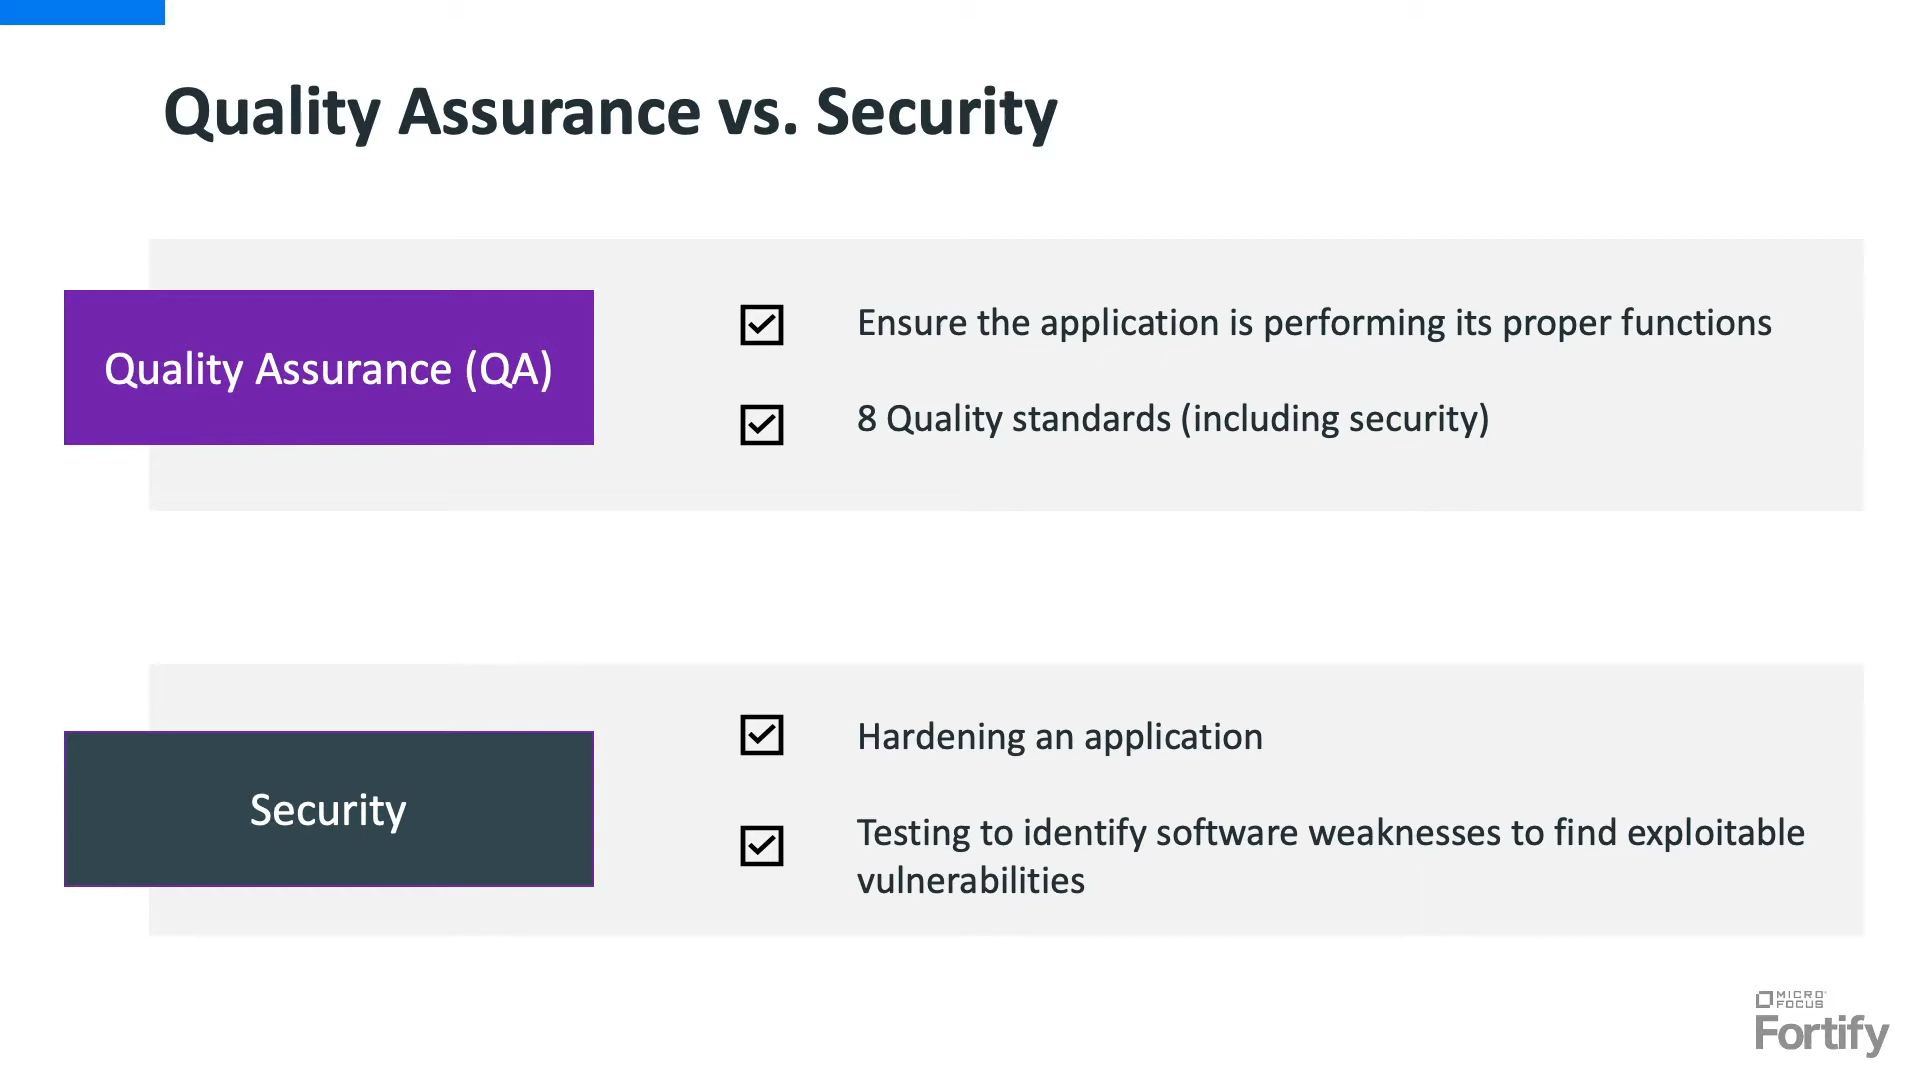 Quality Assurance vs. Security
Quality Assurance (QA)
Ensure the application is performing its proper functions
8 Quality standards (including security)
Security
Hardening an application
Testing to identify software weaknesses to find exploitable
vulnerabilities
MICRO
FOCUS
Fortify